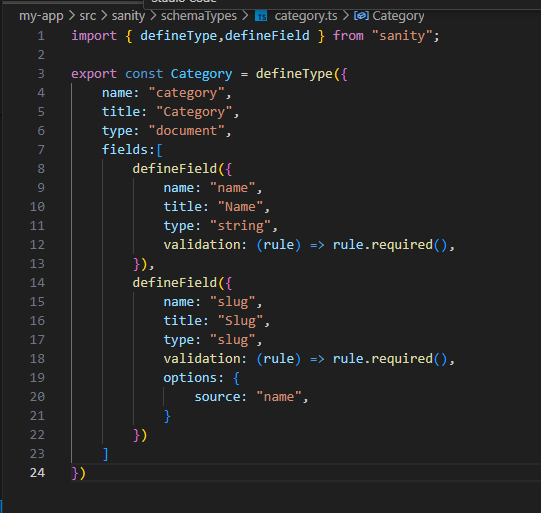 Studio Code
my-app > src > sanity > schemaTypes > TS category.ts > Category
1 import { defineType,defineField } from "sanity";
2
3 export const Category = defineType({
4     name: "category",
5     title: "Category",
6     type: "document",
7     fields:[
8         defineField({
9             name: "name",
10             title: "Name",
11             type: "string",
12             validation: (rule) => rule.required(),
13         }),
14         defineField({
15             name: "slug",
16             title: "Slug",
17             type: "slug",
18             validation: (rule) => rule.required(),
19             options: {
20                 source: "name",
21             }
22         })
23     ]
24 })